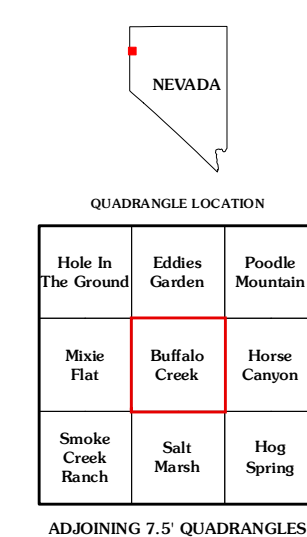 NEVADA
QUADRANGLE LOCATION
Hole In
The Ground
Eddies
Garden
Poodle
Mountain
Mixie
Flat
Buffalo
Creek
Horse
Canyon
Smoke
Creek
Ranch
Salt
Marsh
Hog
Spring
ADJOINING 7.5' QUADRANGLES